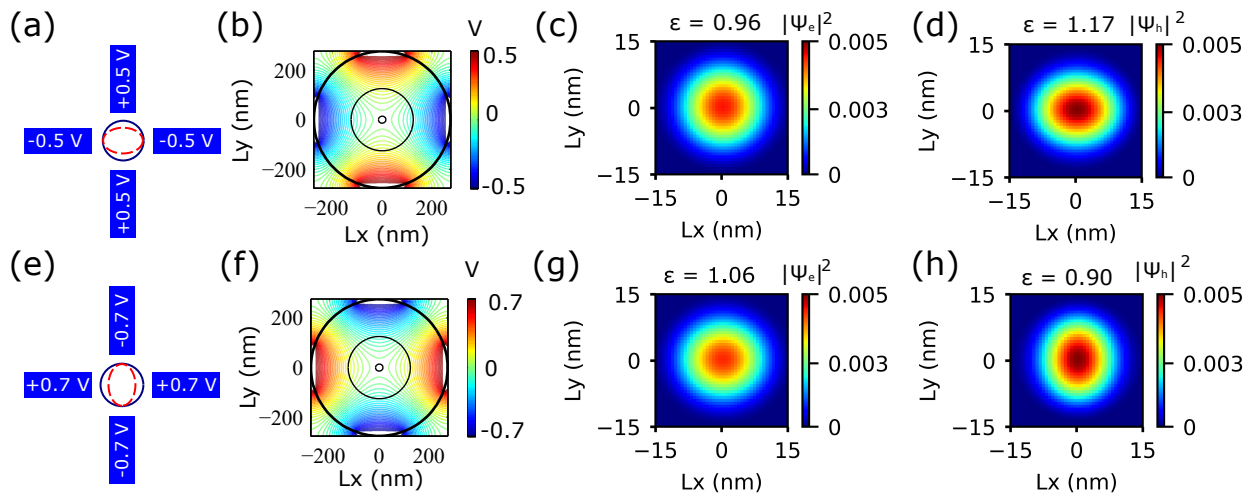 (a)
+0.5 V
-0.5 V
-0.5 V
+0.5 V
(b)
V
0.5
0
-0.5
200
0
−200
Ly (nm)
−200 0 200
Lx (nm)
(c)
ε = 0.96 |Ψe|²
15
0
−15
Ly (nm)
−15 0 15
Lx (nm)
0.005
0.003
0
(d)
ε = 1.17 |Ψh|²
15
0
−15
Ly (nm)
−15 0 15
Lx (nm)
0.005
0.003
0
(e)
-0.7 V
+0.7 V
+0.7 V
-0.7 V
(f)
V
0.7
0
-0.7
200
0
−200
Ly (nm)
−200 0 200
Lx (nm)
(g)
ε = 1.06 |Ψe|²
15
0
−15
Ly (nm)
−15 0 15
Lx (nm)
0.005
0.003
0
(h)
ε = 0.90 |Ψh|²
15
0
−15
Ly (nm)
−15 0 15
Lx (nm)
0.005
0.003
0